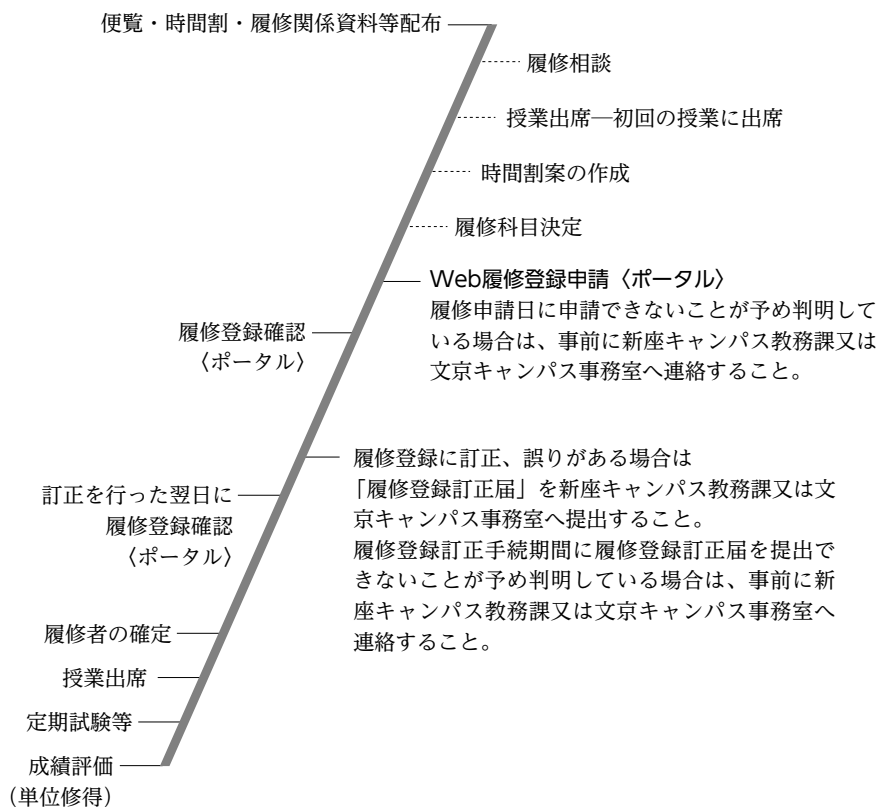 便覧・時間割・履修関係資料等配布
履修相談
授業出席―初回の授業に出席
時間割案の作成
履修科目決定
Web履修登録申請〈ポータル〉
履修申請日に申請できないことが予め判明して
いる場合は、事前に新座キャンパス教務課又は
文京キャンパス事務室へ連絡すること。
履修登録確認
〈ポータル〉
履修登録に訂正、誤りがある場合は
「履修登録訂正届」を新座キャンパス教務課又は文
京キャンパス事務室へ提出すること。
履修登録訂正手続期間に履修登録訂正届を提出で
きないことが予め判明している場合は、事前に新
座キャンパス教務課又は文京キャンパス事務室へ
連絡すること。
訂正を行った翌日に
履修登録確認
〈ポータル〉
履修者の確定
授業出席
定期試験等
成績評価
（単位修得）